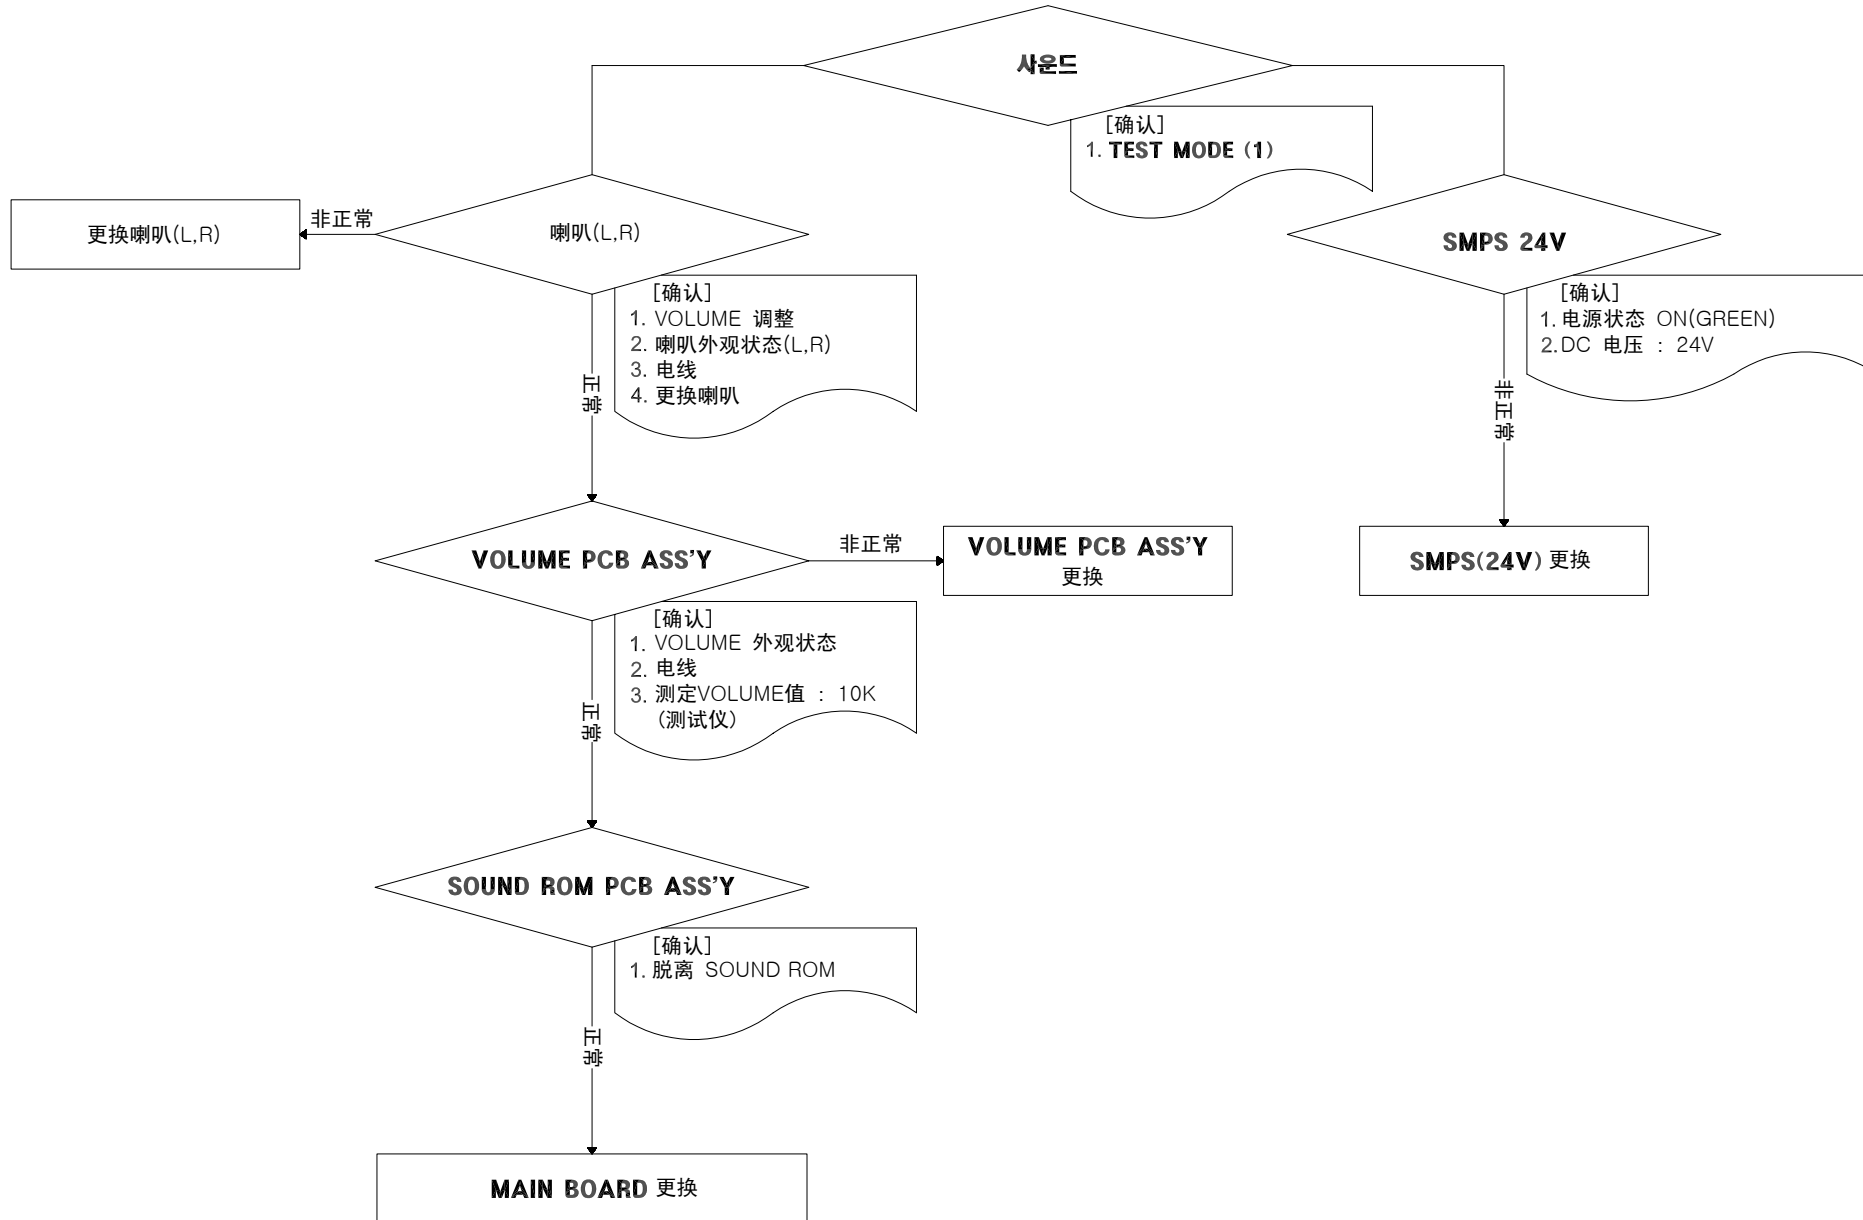 사운드
[确认]
1. TEST MODE (1)
更换喇叭(L,R)
非正常
喇叭(L,R)
SMPS 24V
[确认]
1. VOLUME 调整
2. 喇叭外观状态(L,R)
3. 电线
4. 更换喇叭
[确认]
1. 电源状态 ON(GREEN)
2. DC 电压 : 24V
正常
非正常
VOLUME PCB ASS'Y
非正常
VOLUME PCB ASS'Y
更换
SMPS(24V) 更换
[确认]
1. VOLUME 外观状态
2. 电线
3. 测定VOLUME值 : 10K
(测试仪)
正常
SOUND ROM PCB ASS'Y
[确认]
1. 脱离 SOUND ROM
正常
MAIN BOARD 更换